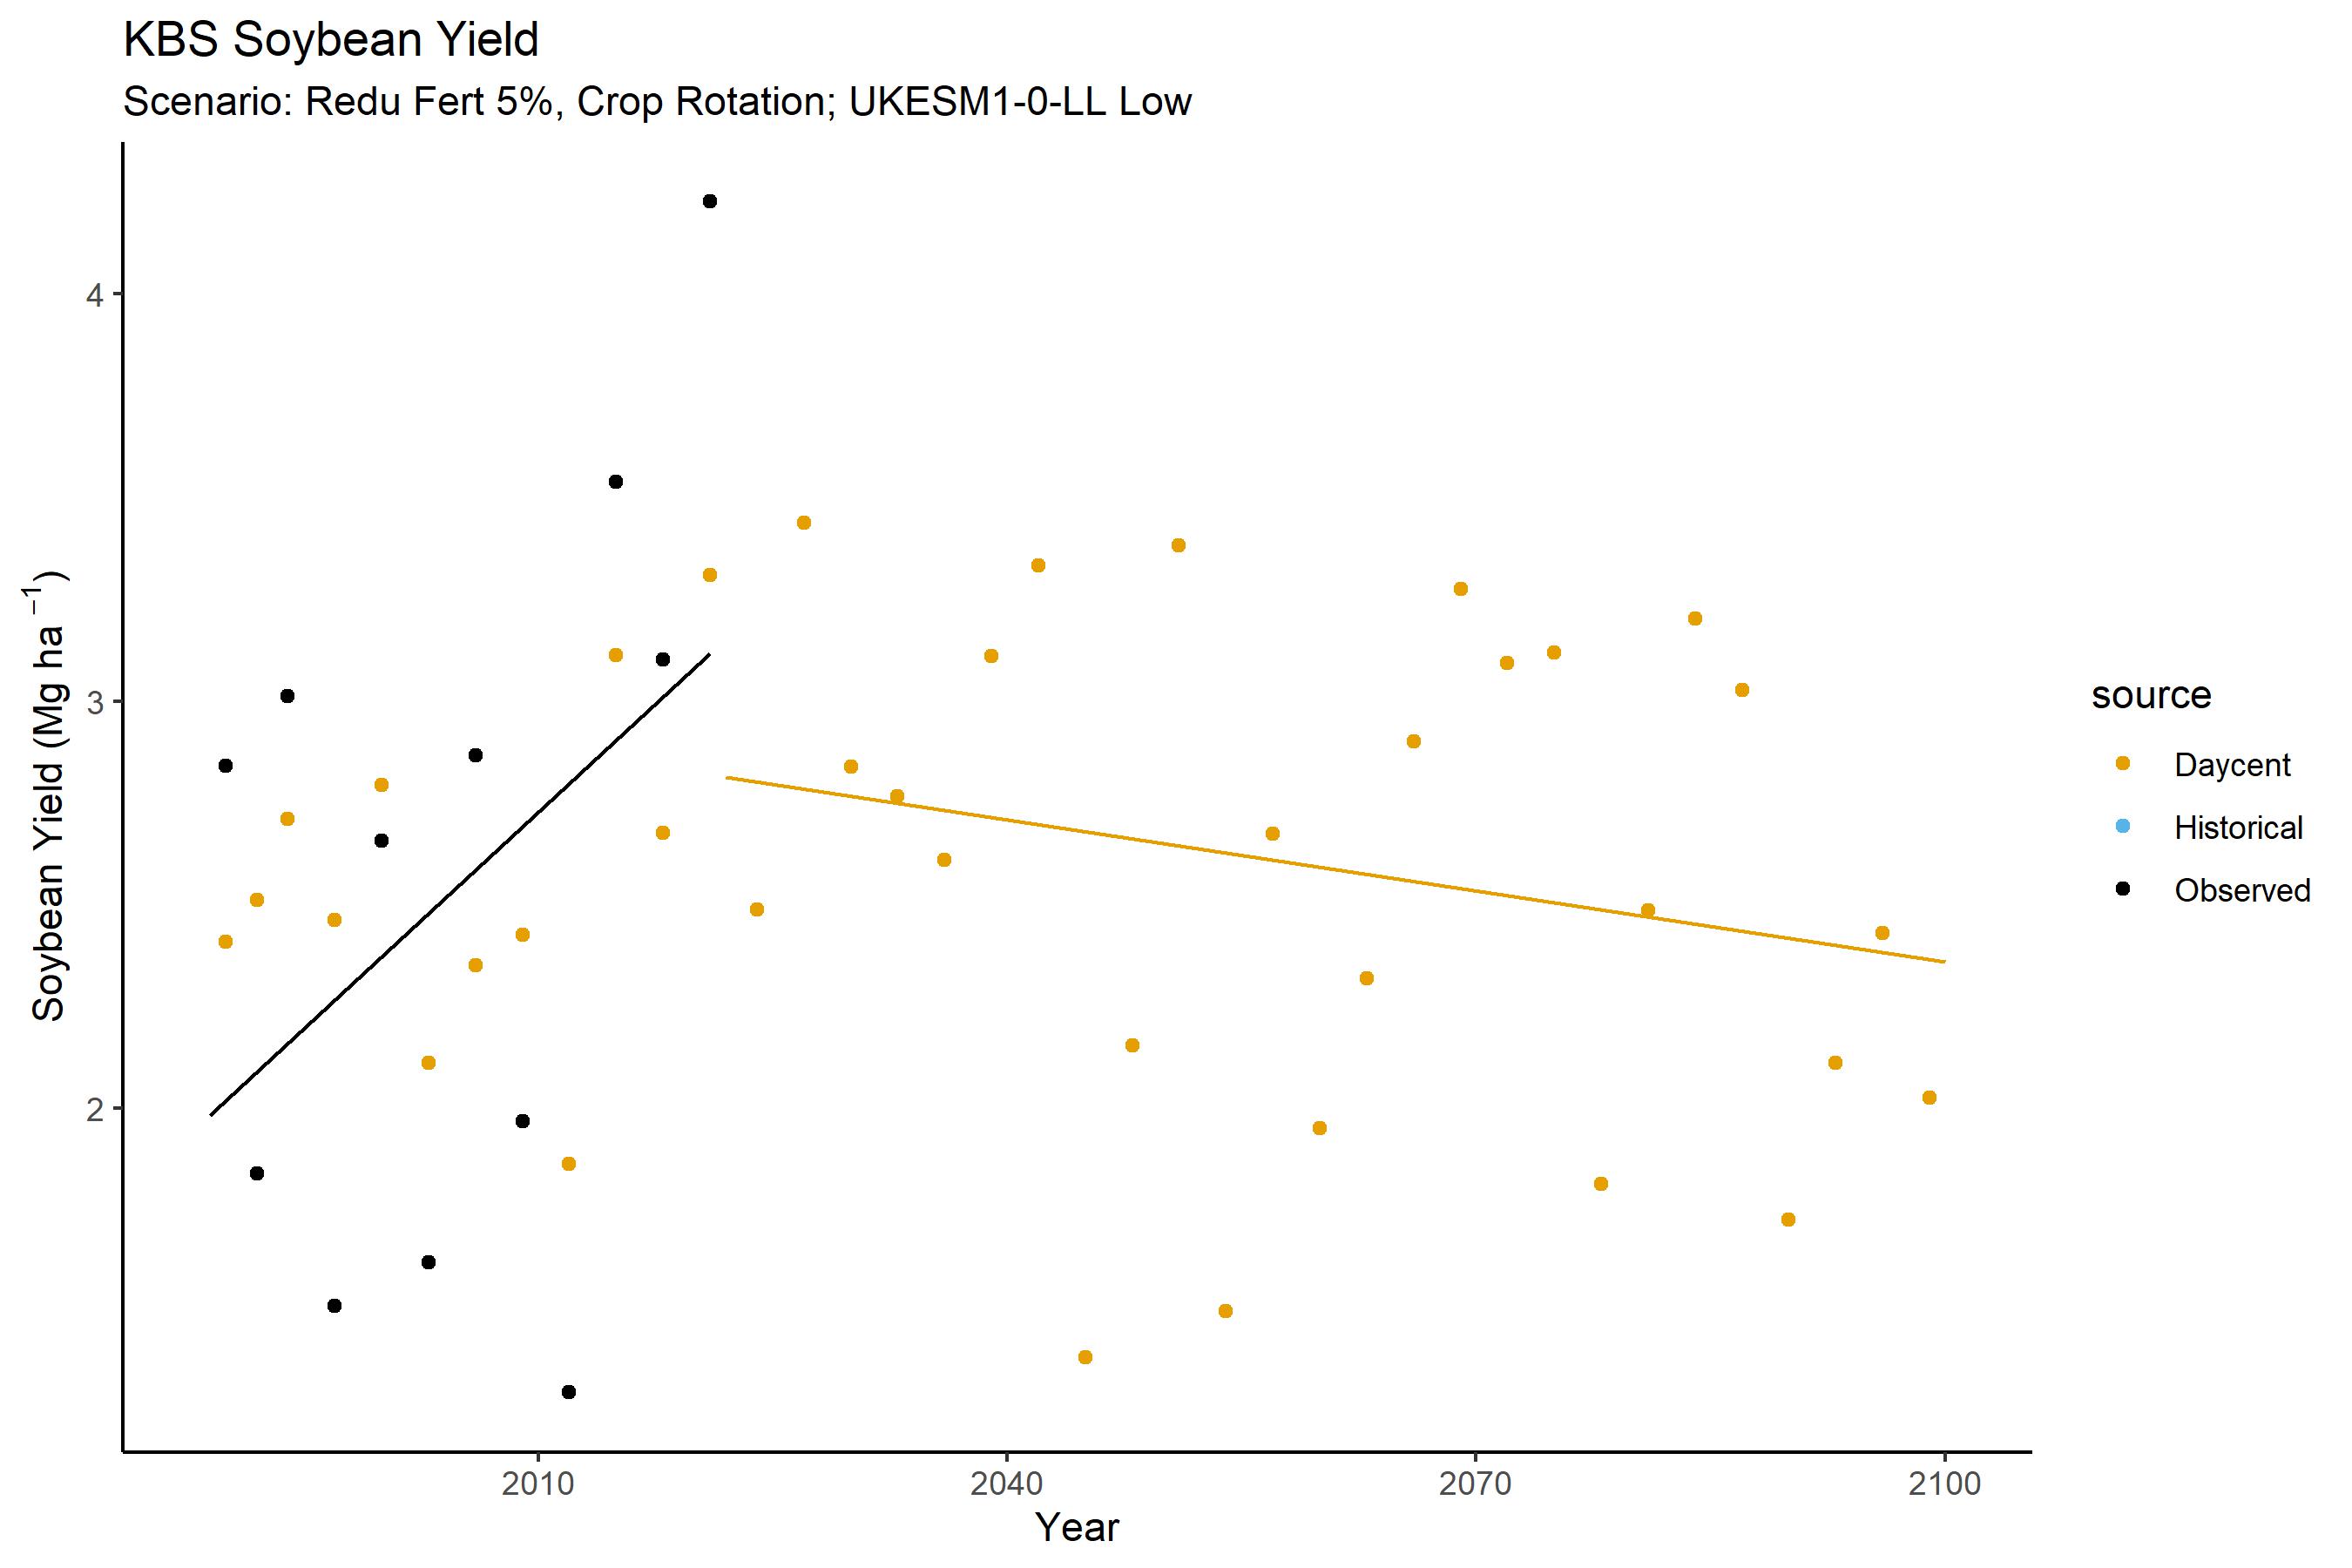 KBS Soybean Yield
Scenario: Redu Fert 5%, Crop Rotation; UKESM1-0-LL Low
Soybean Yield (Mg ha −1)
4
3
2
2010
2040
2070
2100
Year
source
Daycent
Historical
Observed